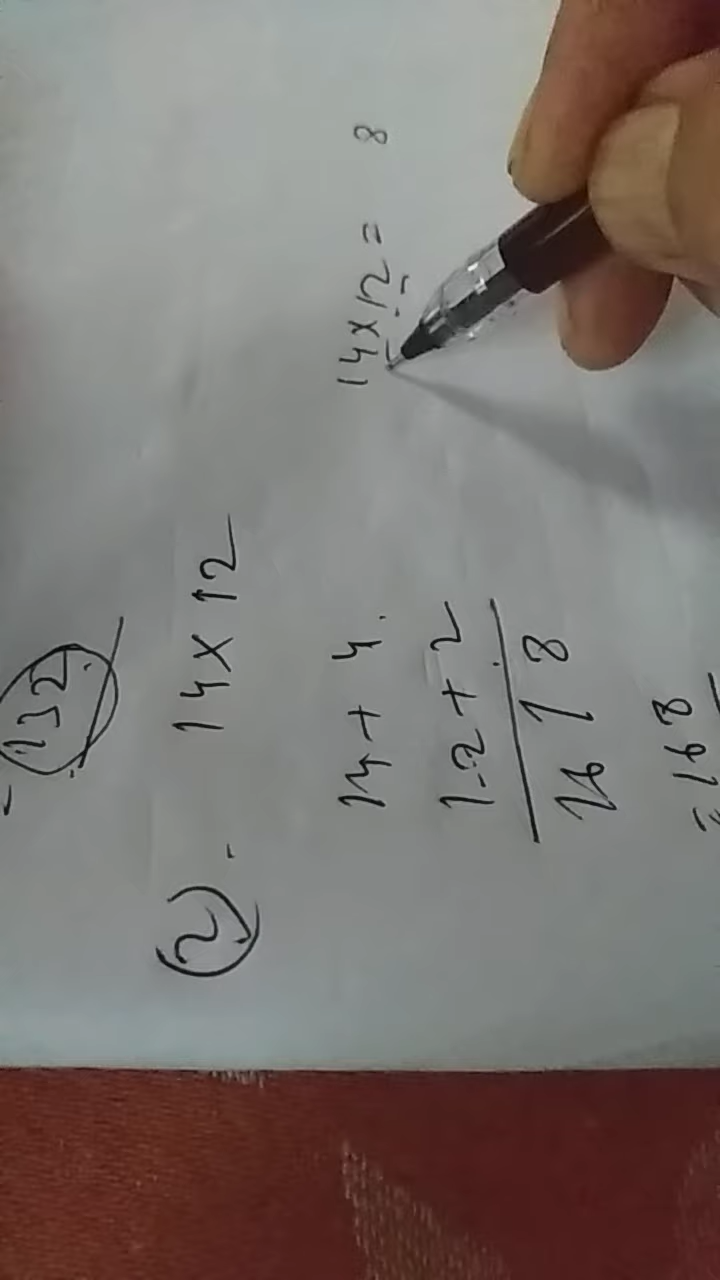 = 132
(2). 14 x 12
14 + 4.
12 + 2
16 / 8
= 168
14 x 12 = 8